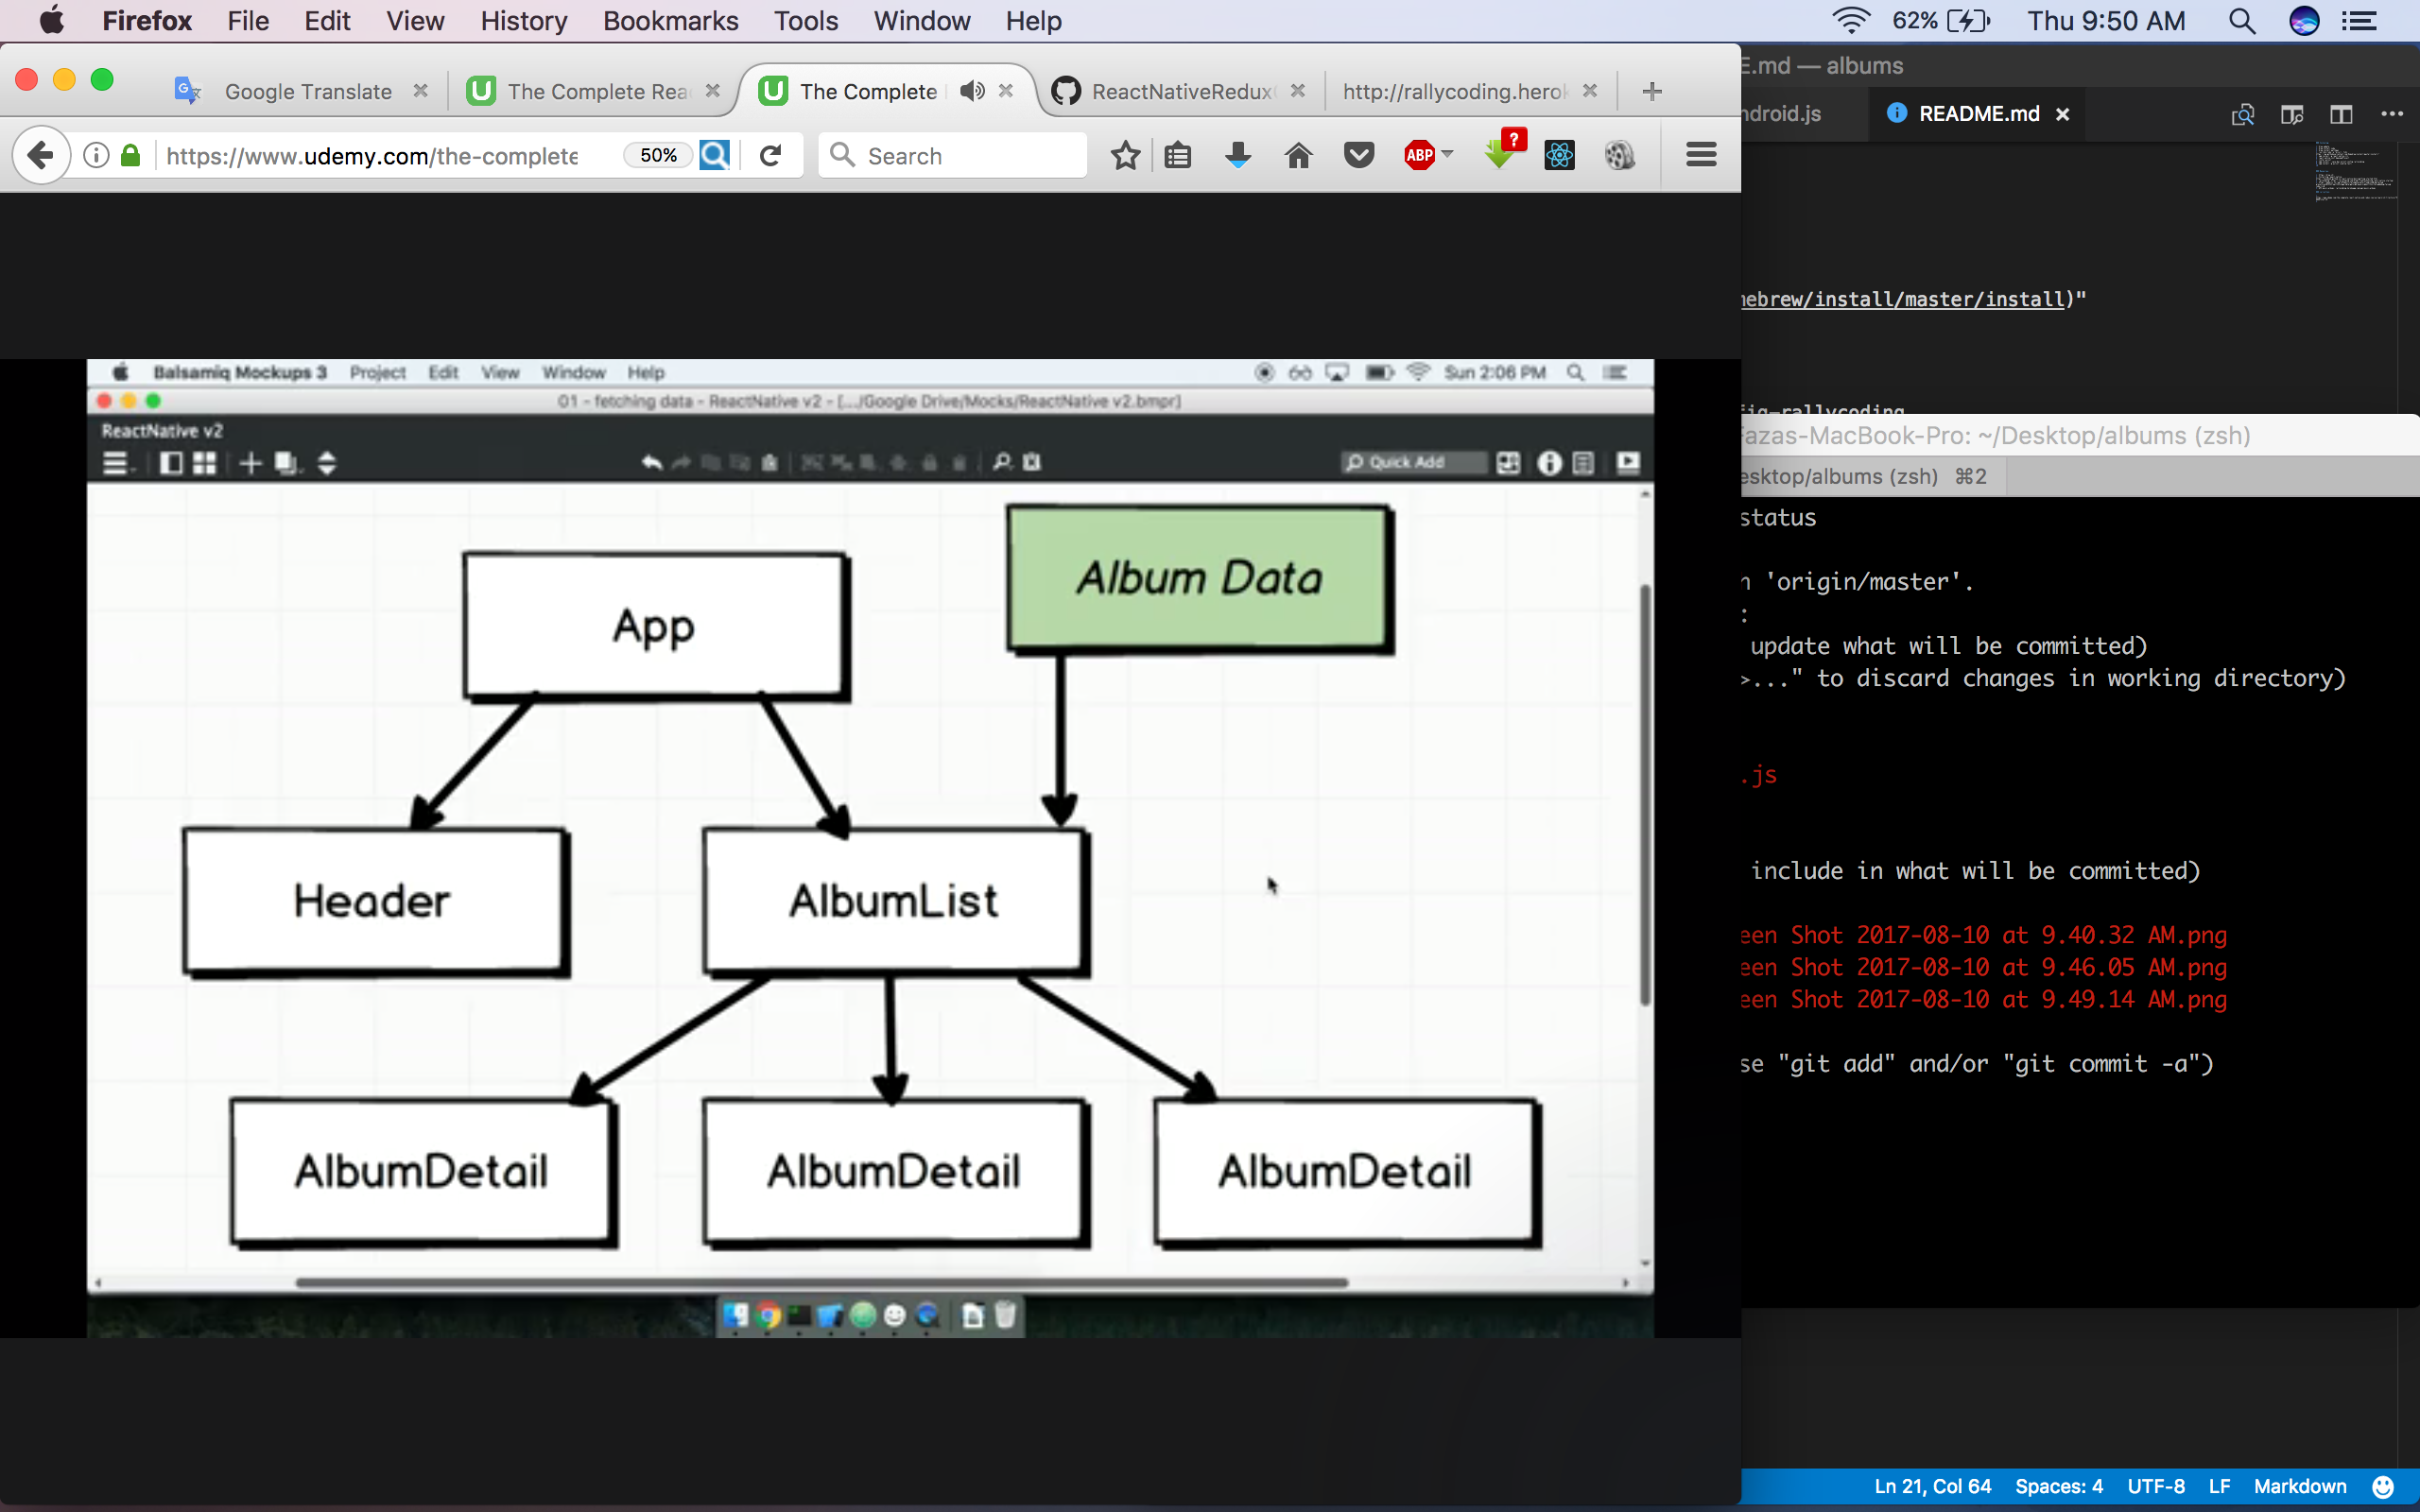 Firefox File Edit View History Bookmarks Tools Window Help 62% Thu 9:50 AM
Google Translate
The Complete Rea
The Complete
ReactNativeRedux
http://rallycoding.herok
https://www.udemy.com/the-complete 50% Search ABP ?
E.md — albums
ndroid.js README.md
nebrew/install/master/install)"
fig-rallycoding
Balsamiq Mockups 3 Project Edit View Window Help Sun 2:06 PM
01 - fetching data - ReactNative v2 - [.../Google Drive/Mocks/ReactNative v2.bmpr]
ReactNative v2
Quick Add
Album Data
App
Header
AlbumList
AlbumDetail
AlbumDetail
AlbumDetail
Fazas-MacBook-Pro: ~/Desktop/albums (zsh)
esktop/albums (zsh) ⌘2
status
n 'origin/master'.
:
update what will be committed)
>..." to discard changes in working directory)
.js
include in what will be committed)
een Shot 2017-08-10 at 9.40.32 AM.png
een Shot 2017-08-10 at 9.46.05 AM.png
een Shot 2017-08-10 at 9.49.14 AM.png
se "git add" and/or "git commit -a")
Ln 21, Col 64 Spaces: 4 UTF-8 LF Markdown